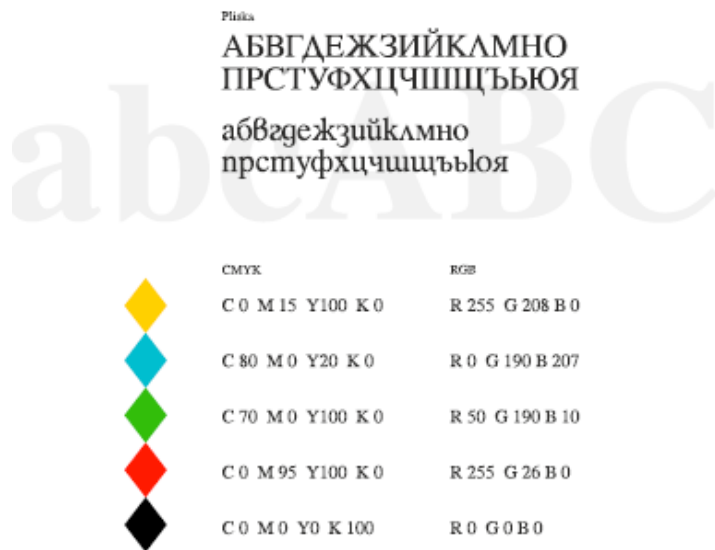 Pliska
АБВГДЕЖЗИЙКЛМНО
ПРСТУФХЦЧШЩЪЬЮЯ
абвгдежзийклмно
прстуфхцчшщъьюя
abcABC
CMYK RGB
C 0 M 15 Y100 K 0 R 255 G 208 B 0
C 80 M 0 Y20 K 0 R 0 G 190 B 207
C 70 M 0 Y100 K 0 R 50 G 190 B 10
C 0 M 95 Y100 K 0 R 255 G 26 B 0
C 0 M 0 Y0 K 100 R 0 G 0 B 0